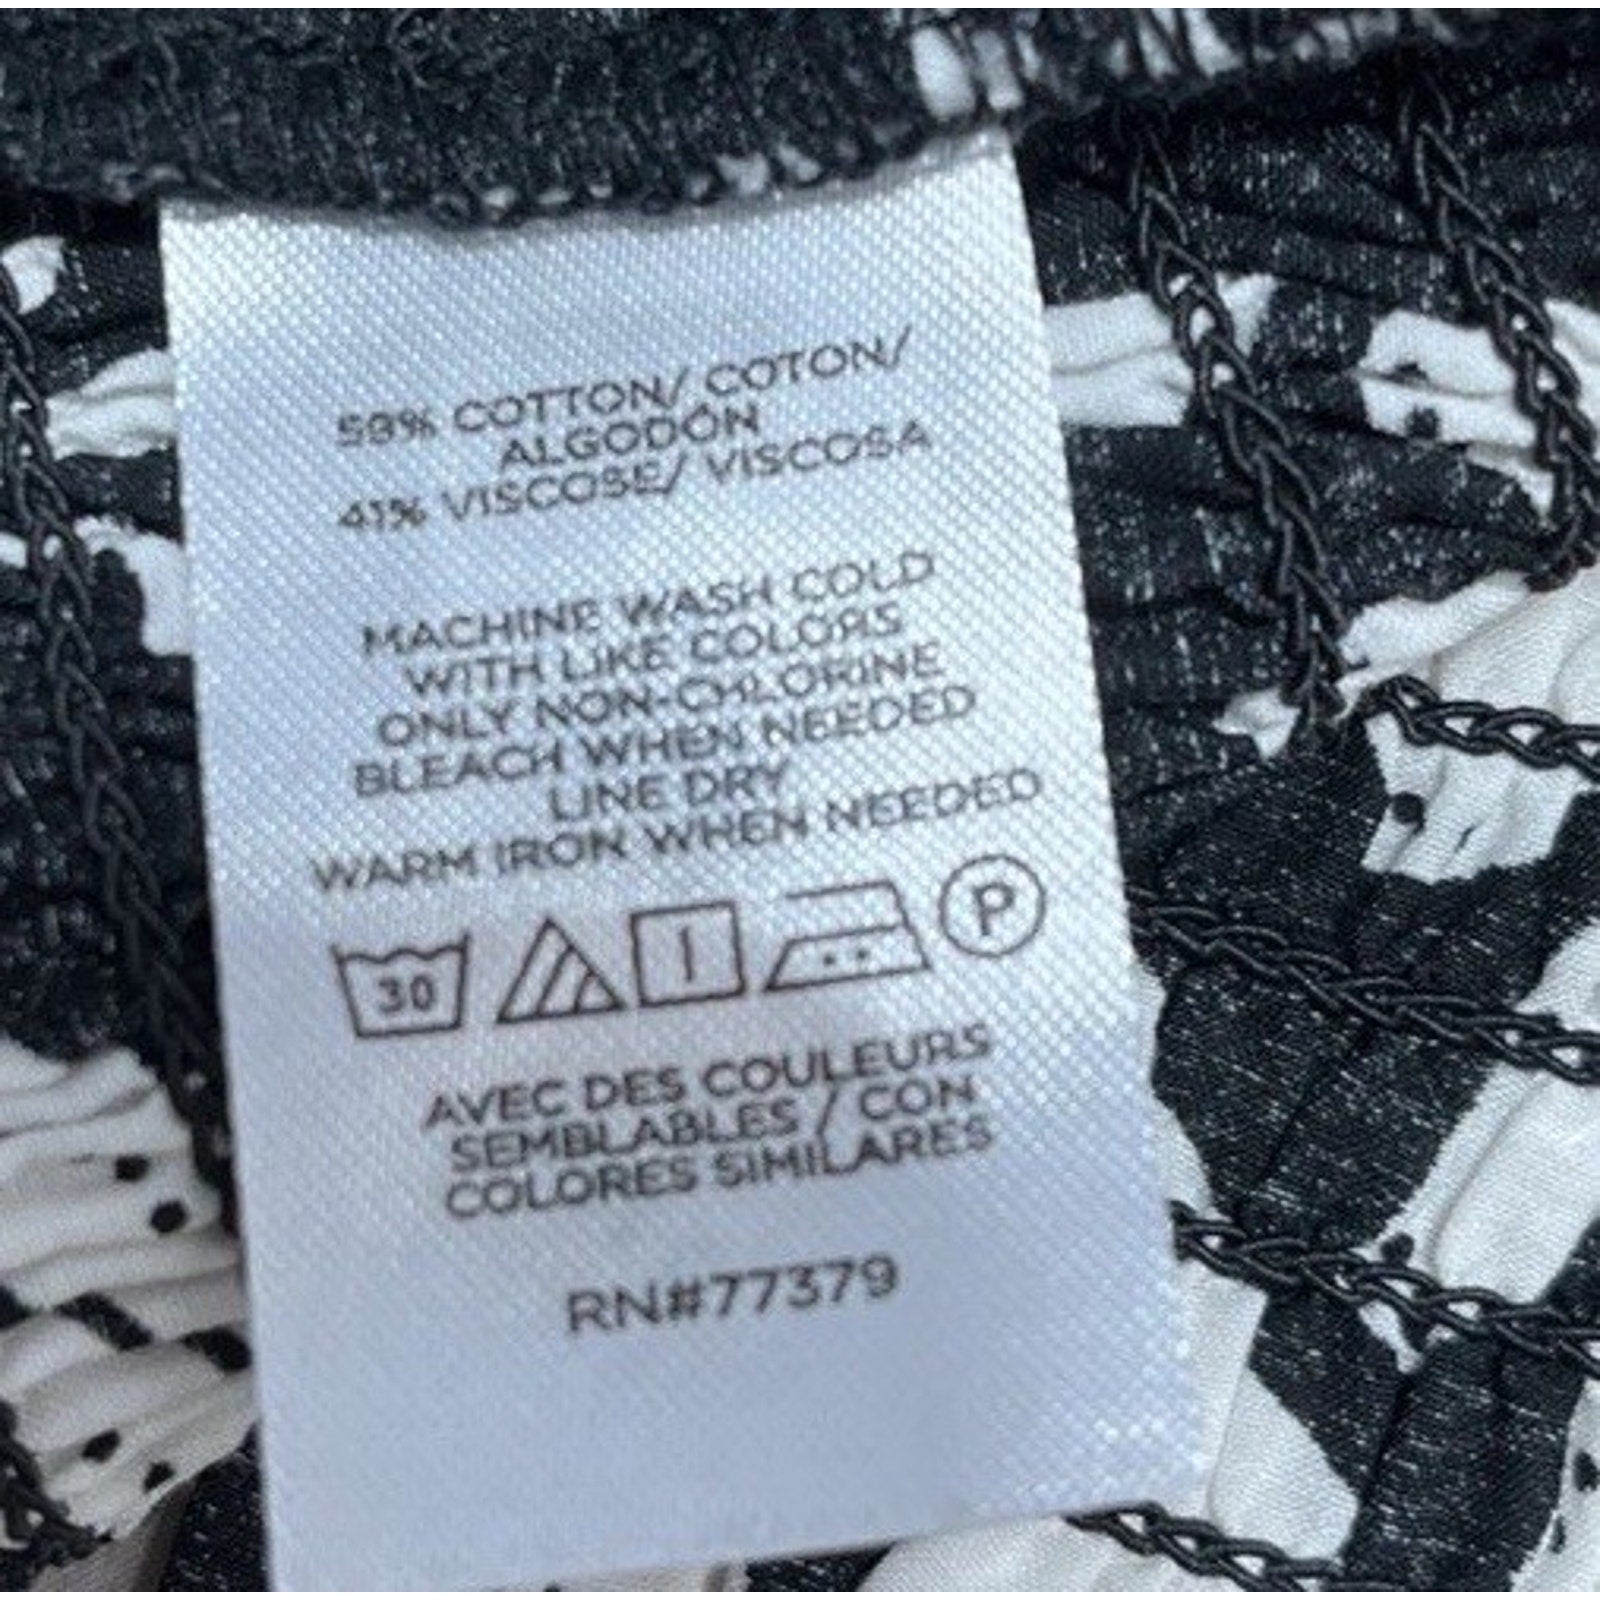 59% COTTON/ COTON/
ALGODÓN
41% VISCOSE/ VISCOSA
MACHINE WASH COLD
WITH LIKE COLORS
ONLY NON-CHLORINE
BLEACH WHEN NEEDED
LINE DRY
WARM IRON WHEN NEEDED
30 P
AVEC DES COULEURS
SEMBLABLES / CON
COLORES SIMILARES
RN#77379